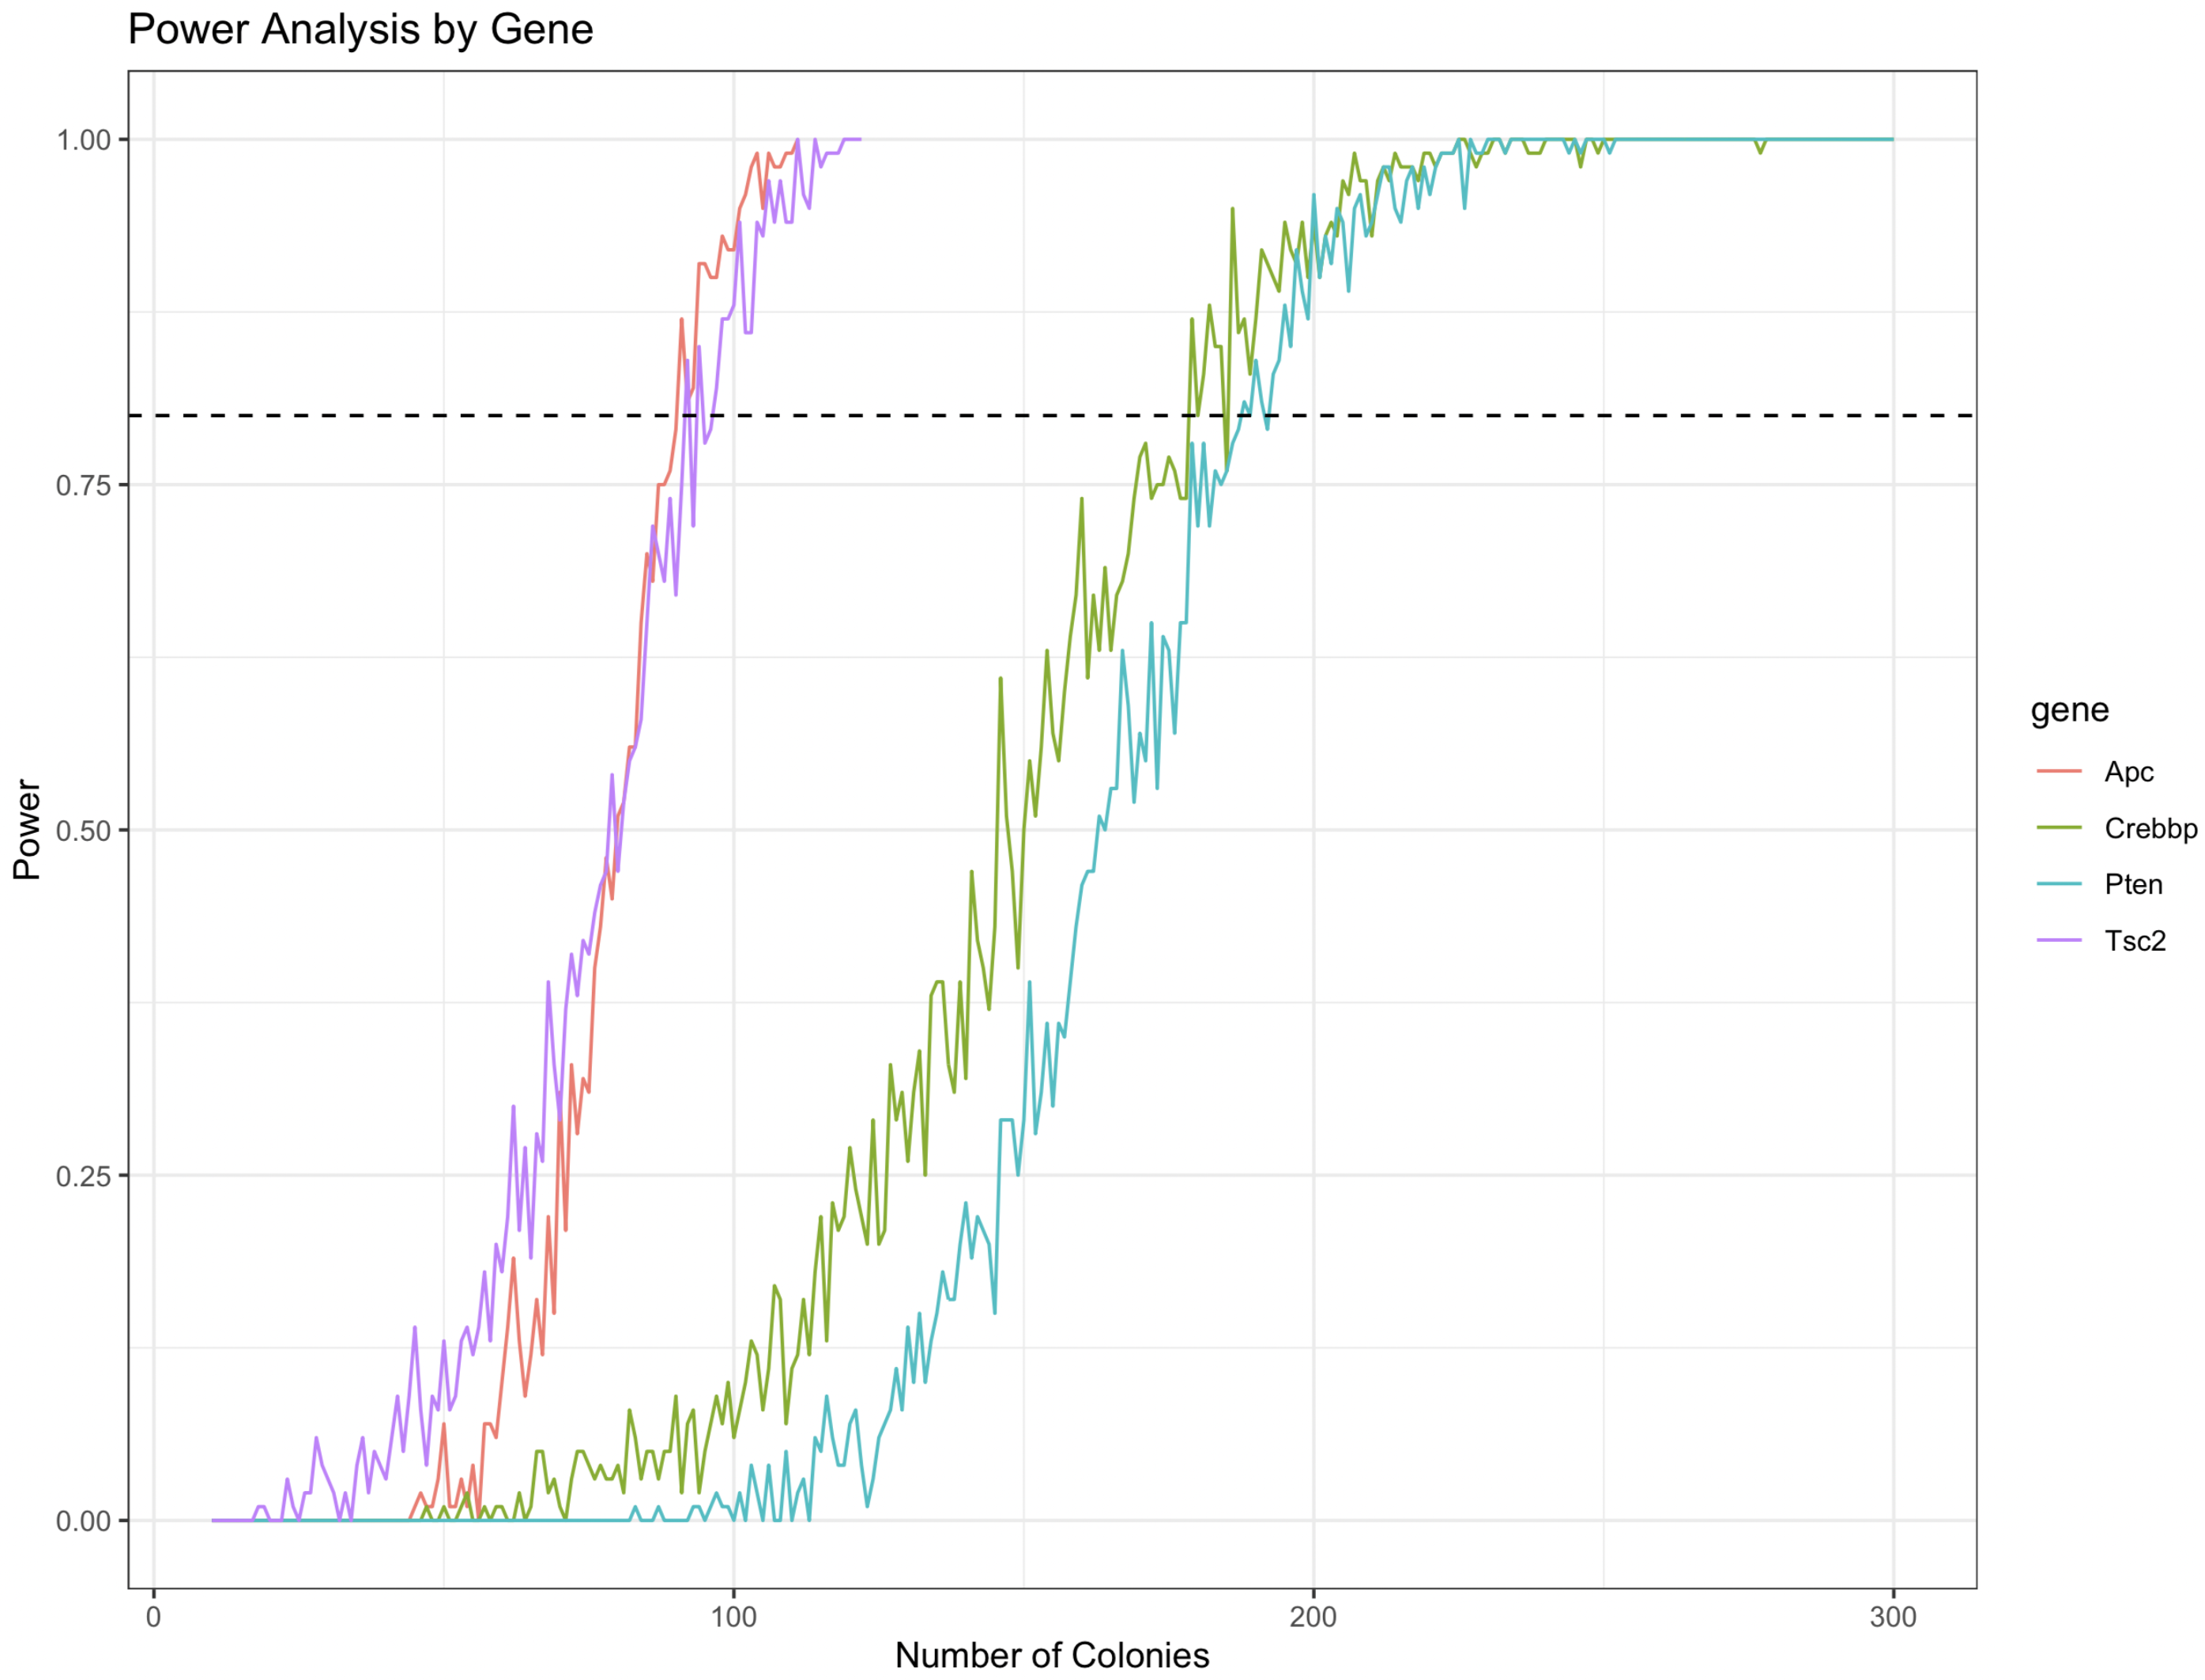 Power Analysis by Gene
1.00
0.75
0.50
0.25
0.00
Power
0 100 200 300
Number of Colonies
gene
Apc
Crebbp
Pten
Tsc2